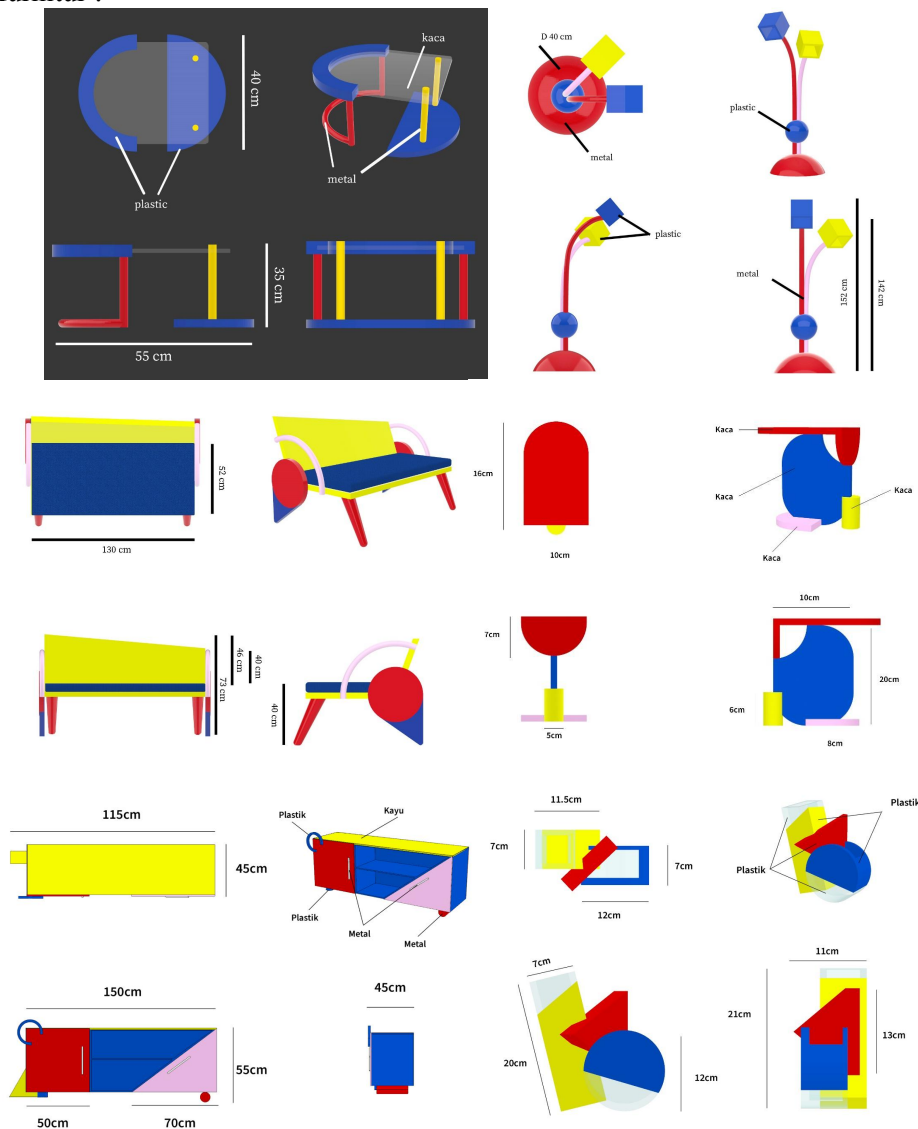 kaca
40 cm
metal
plastic
35 cm
55 cm
D 40 cm
metal
plastic
plastic
metal
152 cm
142 cm
52 cm
130 cm
16cm
10cm
Kaca
Kaca
Kaca
Kaca
46 cm
40 cm
73 cm
40 cm
7cm
5cm
10cm
20cm
6cm
8cm
115cm
45cm
Plastik
Kayu
Plastik
Metal
Metal
11.5cm
7cm
7cm
12cm
Plastik
Plastik
150cm
55cm
50cm
70cm
45cm
7cm
20cm
12cm
11cm
21cm
13cm